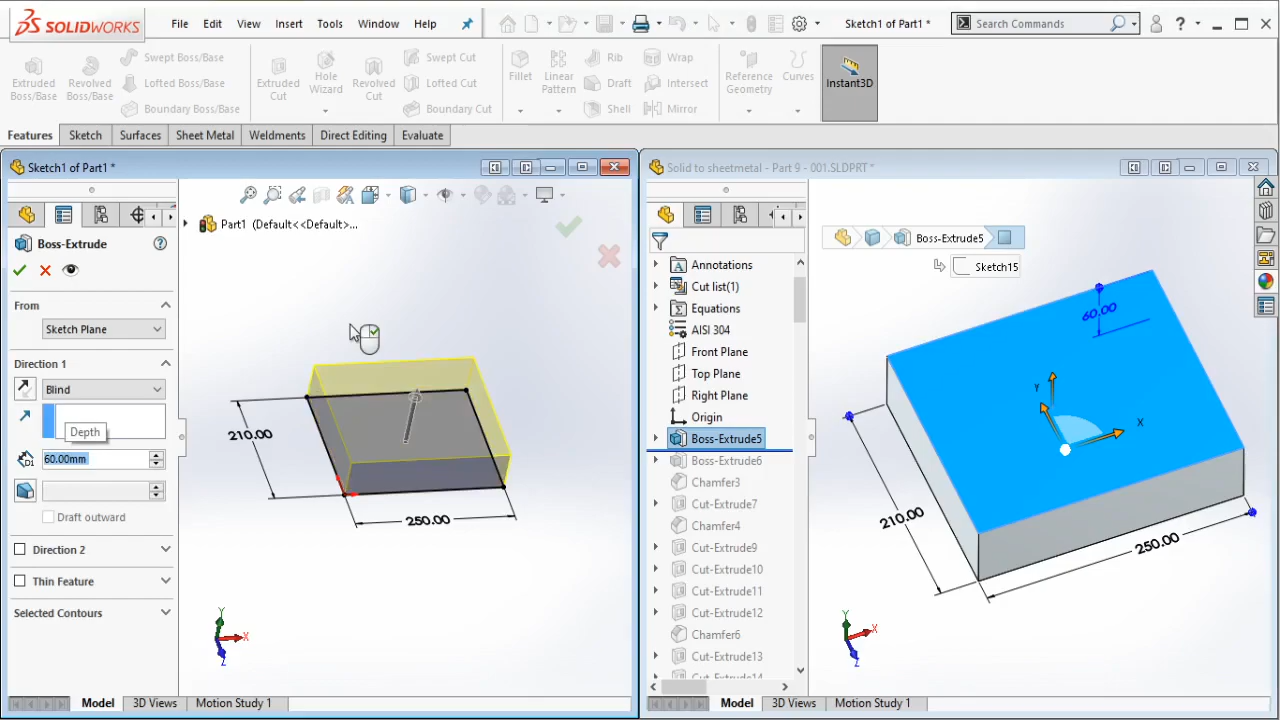 SOLIDWORKS File Edit View Insert Tools Window Help Sketch1 of Part1 * Search Commands ?
Extruded Boss/Base
Revolved Boss/Base
Swept Boss/Base
Lofted Boss/Base
Boundary Boss/Base
Extruded Cut
Hole Wizard
Revolved Cut
Swept Cut
Lofted Cut
Boundary Cut
Fillet
Linear Pattern
Rib
Draft
Shell
Wrap
Intersect
Mirror
Reference Geometry
Curves
Instant3D
Features Sketch Surfaces Sheet Metal Weldments Direct Editing Evaluate
Sketch1 of Part1 *
Part1 (Default<<Default>...
Boss-Extrude
From
Sketch Plane
Direction 1
Blind
Depth
D1
60.00mm
Draft outward
Direction 2
Thin Feature
Selected Contours
210.00
250.00
Y
X
Z
Model 3D Views Motion Study 1
Solid to sheetmetal - Part 9 - 001.SLDPRT *
Annotations
Cut list(1)
Equations
AISI 304
Front Plane
Top Plane
Right Plane
Origin
Boss-Extrude5
Boss-Extrude6
Chamfer3
Cut-Extrude7
Chamfer4
Cut-Extrude9
Cut-Extrude10
Cut-Extrude11
Cut-Extrude12
Chamfer6
Cut-Extrude13
Cut-Extrude14
Boss-Extrude5
Sketch15
60.00
Y
X
210.00
250.00
Y
X
Z
Model 3D Views Motion Study 1